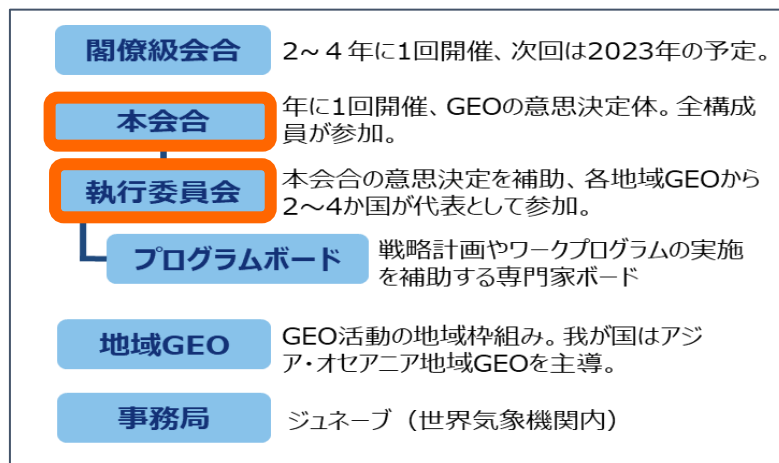 閣僚級会合
2～４年に1回開催、次回は2023年の予定。
本会合
年に1回開催、GEOの意思決定体。全構成
員が参加。
執行委員会
本会合の意思決定を補助、各地域GEOから
2～4か国が代表として参加。
プログラムボード
戦略計画やワークプログラムの実施
を補助する専門家ボード
地域GEO
GEO活動の地域枠組み。我が国はアジ
ア・オセアニア地域GEOを主導。
事務局
ジュネーブ（世界気象機関内）